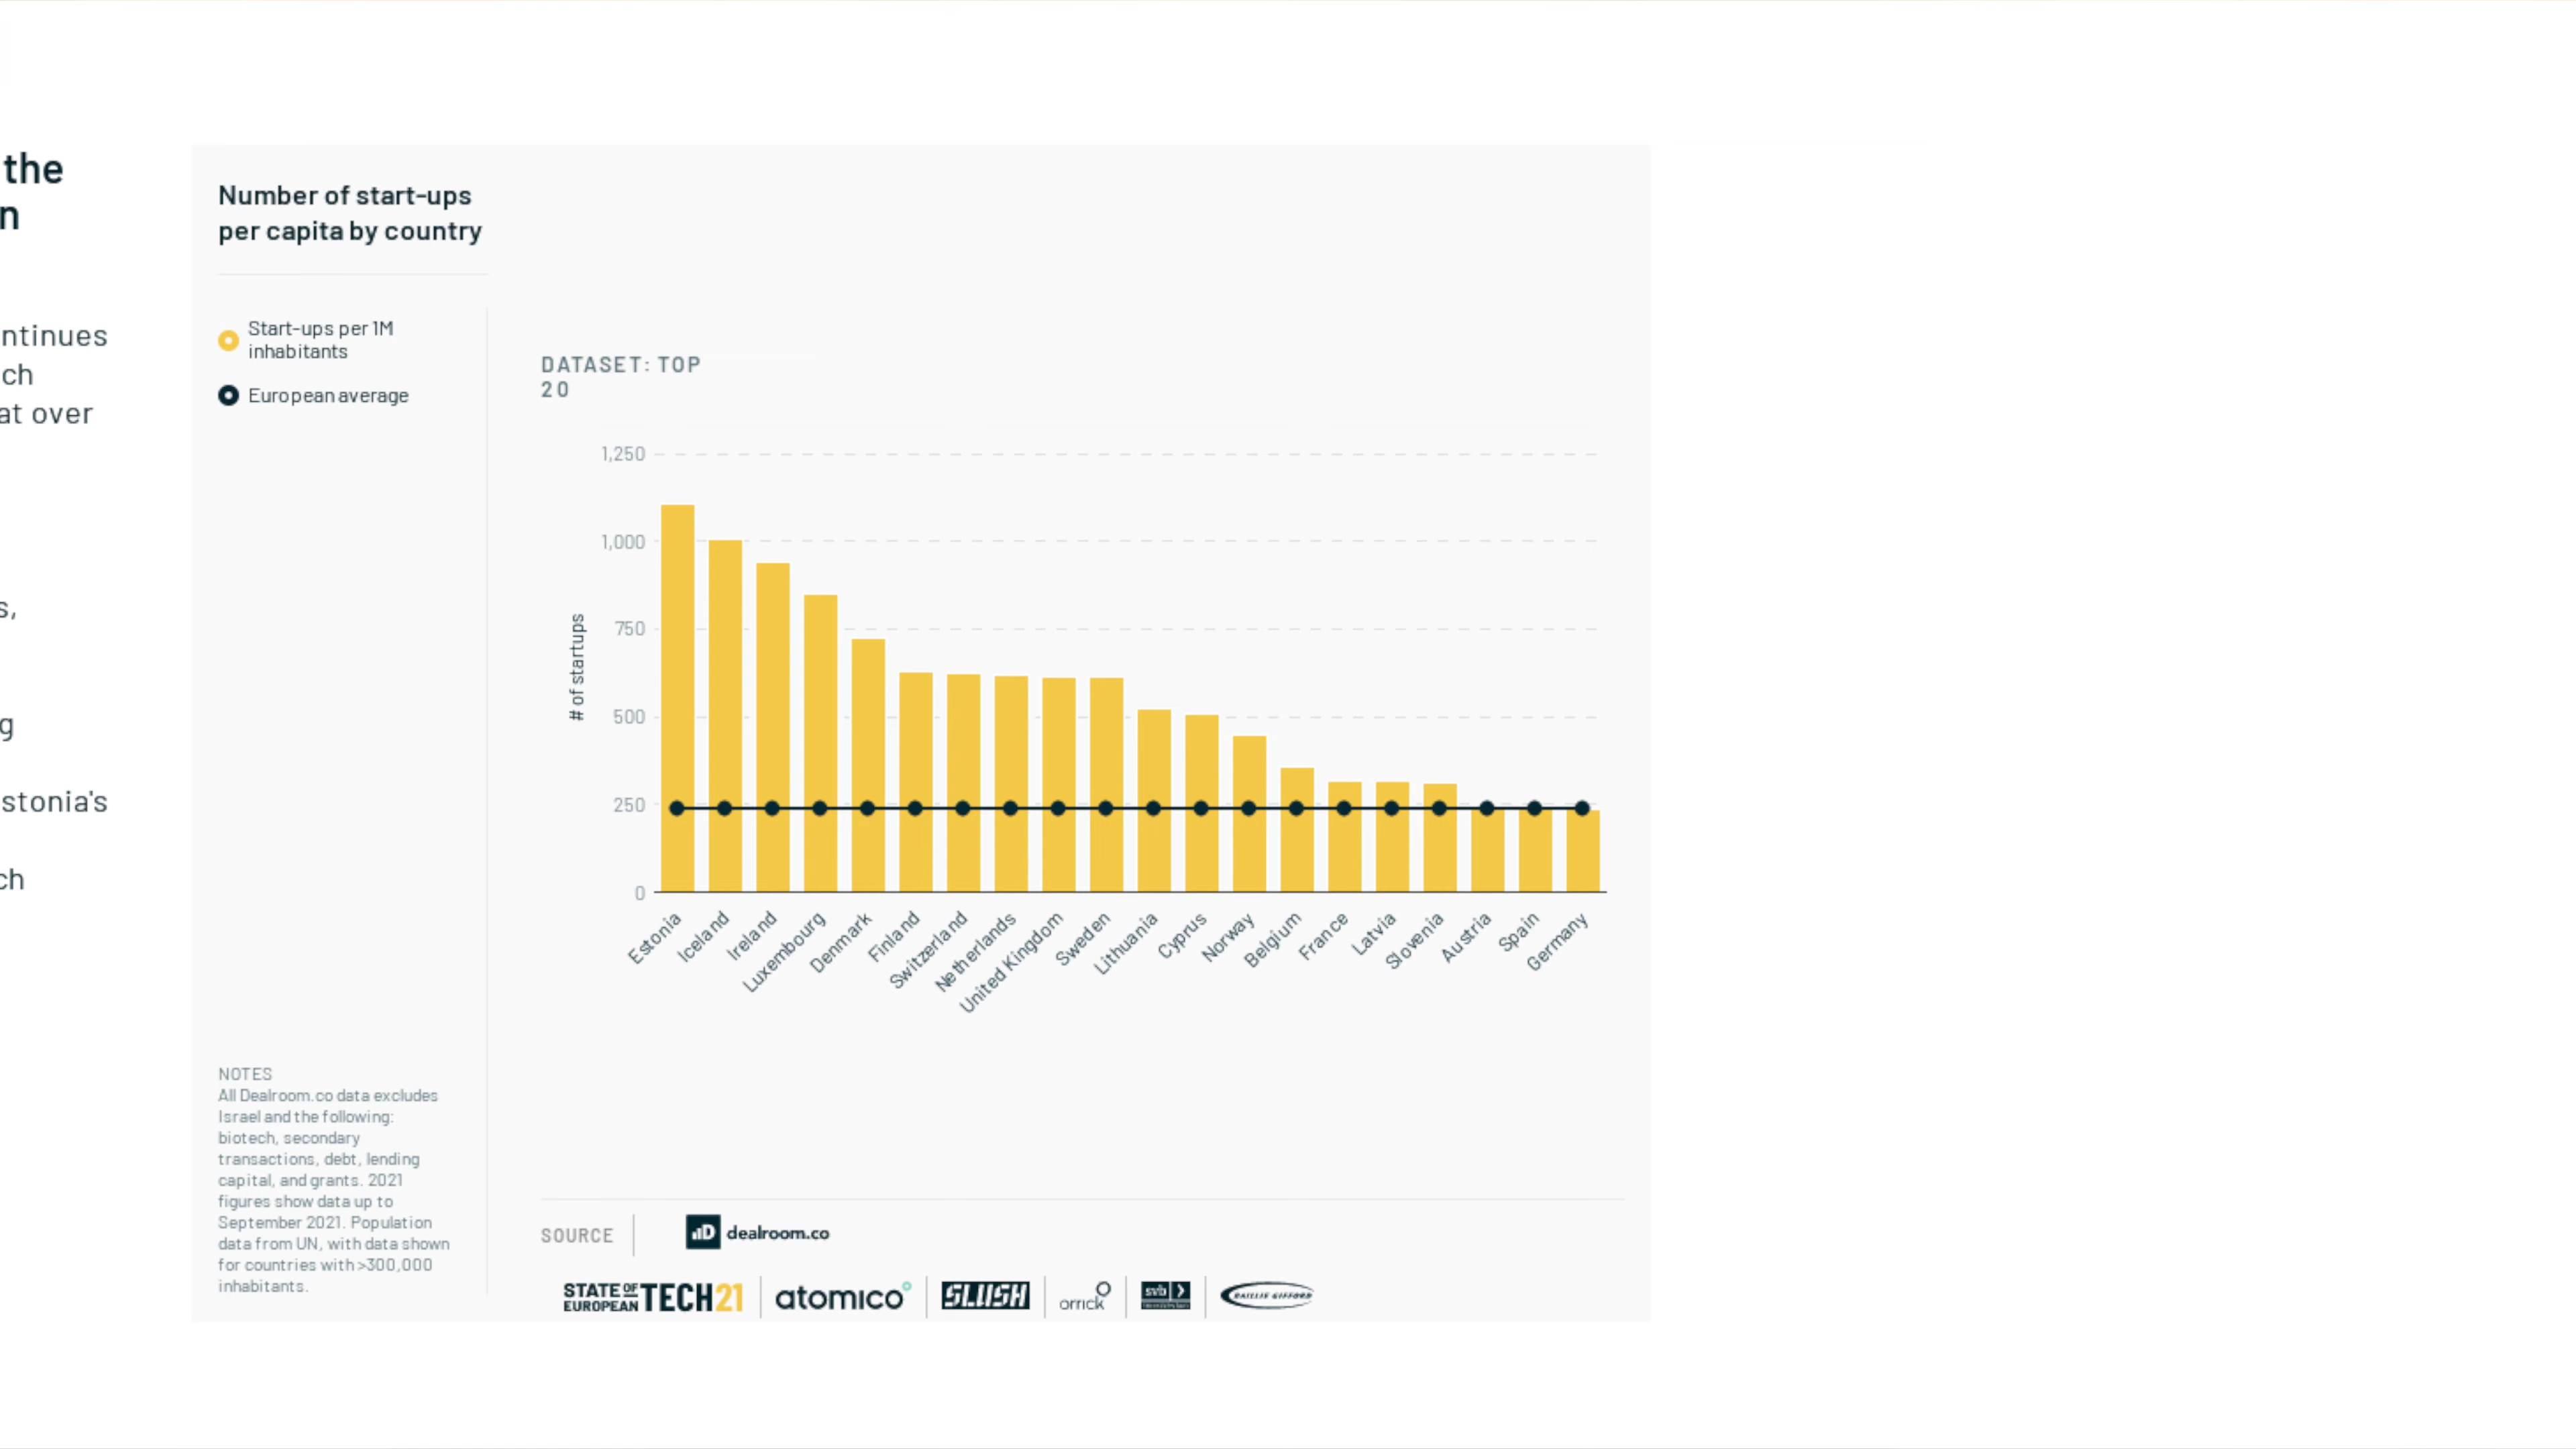 the
n
ntinues
ch
at over
s,
g
stonia's
ch
Number of start-ups
per capita by country
Start-ups per 1M
inhabitants
European average
NOTES
All Dealroom.co data excludes
Israel and the following:
biotech, secondary
transactions, debt, lending
capital, and grants. 2021
figures show data up to
September 2021. Population
data from UN, with data shown
for countries with >300,000
inhabitants.
DATASET: TOP
20
1,250
1,000
750
500
250
0
# of startups
Estonia
Iceland
Ireland
Luxembourg
Denmark
Finland
Switzerland
Netherlands
United Kingdom
Sweden
Lithuania
Cyprus
Norway
Belgium
France
Latvia
Slovenia
Austria
Spain
Germany
SOURCE
dealroom.co
STATE OF
EUROPEAN TECH21
atomico
SLUSH
orrick
svb
BAILLIE GIFFORD